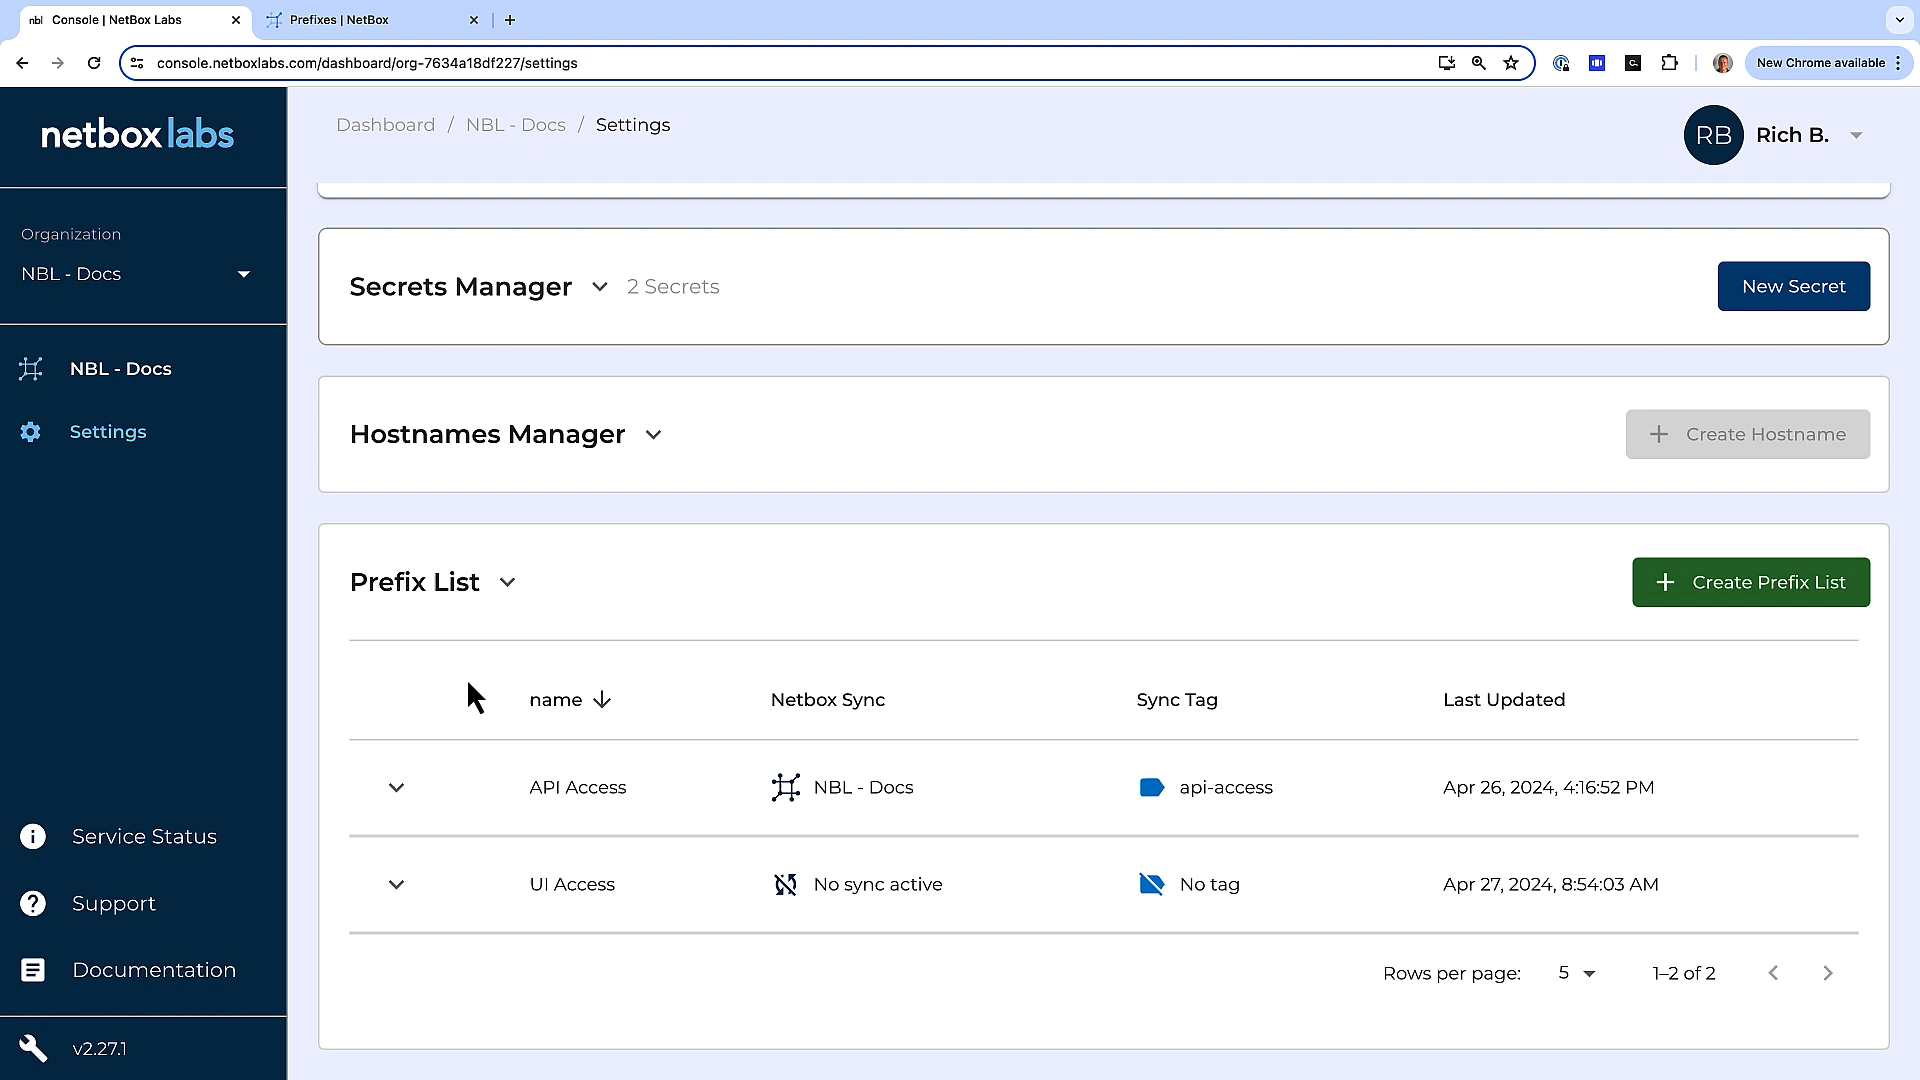 nbl Console | NetBox Labs
Prefixes | NetBox
console.netboxlabs.com/dashboard/org-7634a18df227/settings
New Chrome available
netbox labs
Dashboard / NBL - Docs / Settings
RB Rich B.
Organization
NBL - Docs
NBL - Docs
Settings
Service Status
Support
Documentation
v2.27.1
Secrets Manager 2 Secrets
New Secret
Hostnames Manager
+ Create Hostname
Prefix List
+ Create Prefix List
name Netbox Sync Sync Tag Last Updated
API Access NBL - Docs api-access Apr 26, 2024, 4:16:52 PM
UI Access No sync active No tag Apr 27, 2024, 8:54:03 AM
Rows per page: 5 1–2 of 2